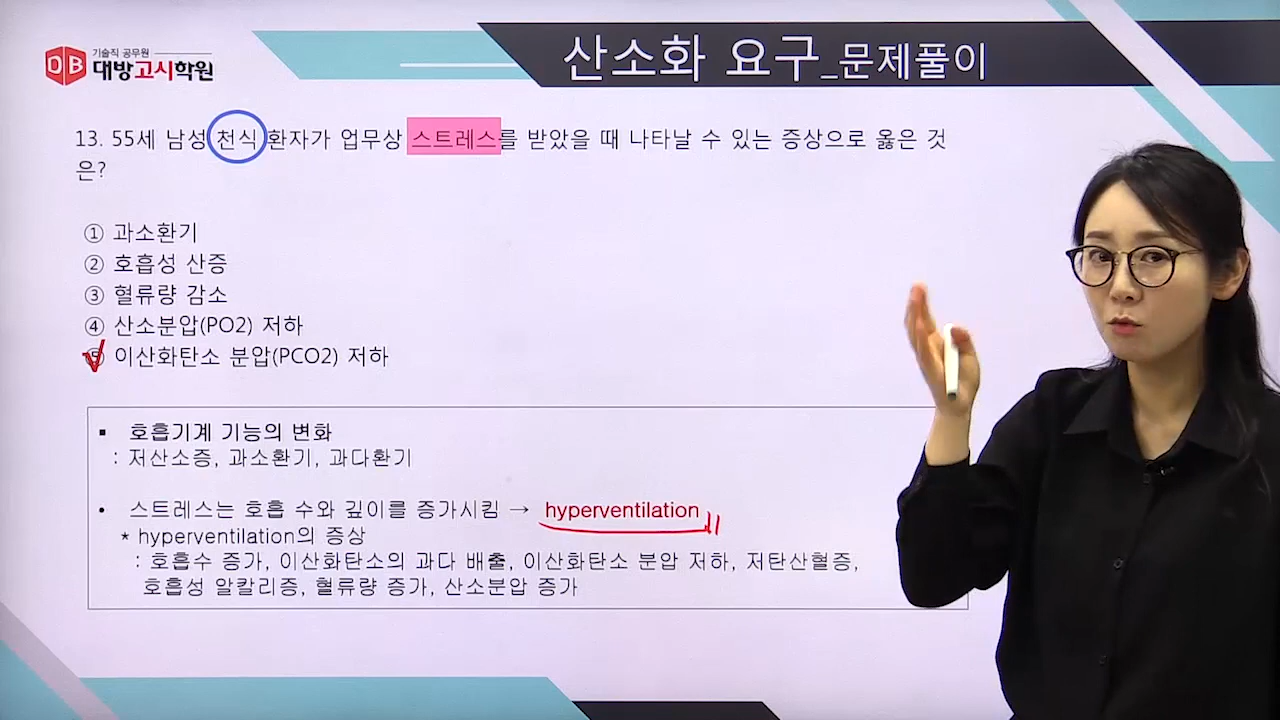 기술직 공무원
DB 대방고시학원
산소화 요구_문제풀이
13. 55세 남성 천식 환자가 업무상 스트레스를 받았을 때 나타날 수 있는 증상으로 옳은 것
은?
① 과소환기
② 호흡성 산증
③ 혈류량 감소
④ 산소분압(PO2) 저하
⑤ 이산화탄소 분압(PCO2) 저하
▪ 호흡기계 기능의 변화
: 저산소증, 과소환기, 과다환기
• 스트레스는 호흡 수와 깊이를 증가시킴 → hyperventilation
* hyperventilation의 증상
: 호흡수 증가, 이산화탄소의 과다 배출, 이산화탄소 분압 저하, 저탄산혈증,
호흡성 알칼리증, 혈류량 증가, 산소분압 증가